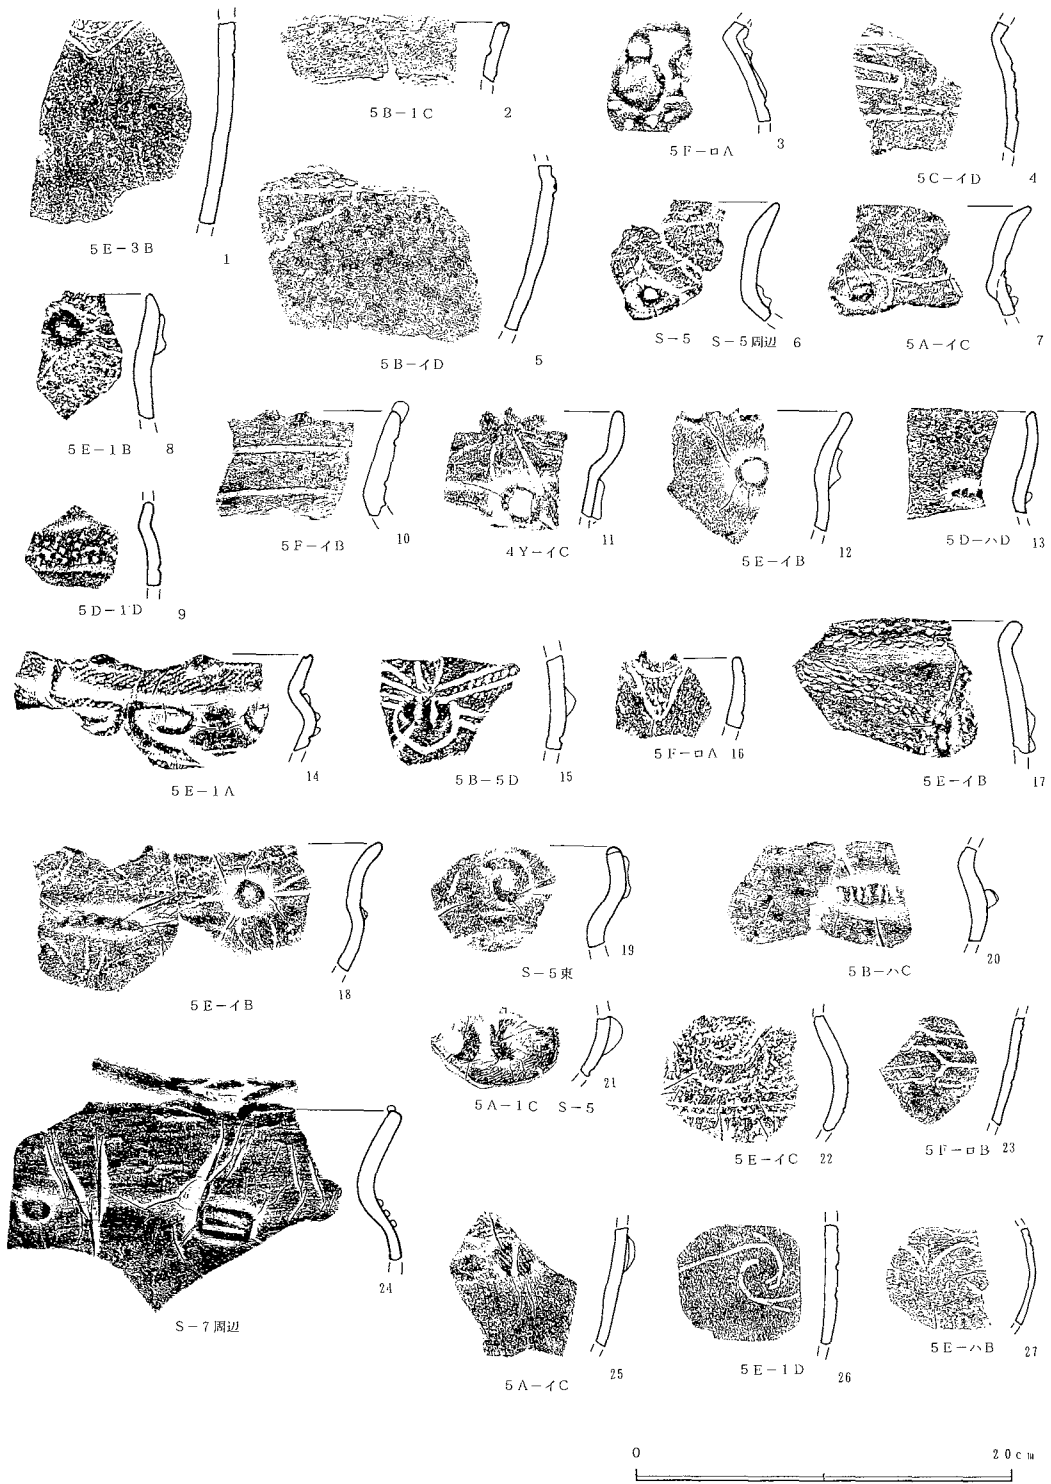 5E-3B 1
5B-1C 2
5F-ロA 3
5C-イD 4
5B-イD 5
S-5 S-5周辺 6
5A-イC 7
5E-1B 8
5D-1D 9
5F-イB 10
4Y-イC 11
5E-イB 12
5D-ハD 13
5E-1A 14
5B-5D 15
5F-ロA 16
5E-イB 17
5E-イB 18
S-5東 19
5B-ハC 20
5A-1C S-5 21
5E-イC 22
5F-ロB 23
S-7周辺 24
5A-イC 25
5E-1D 26
5E-ハB 27
0 20cm